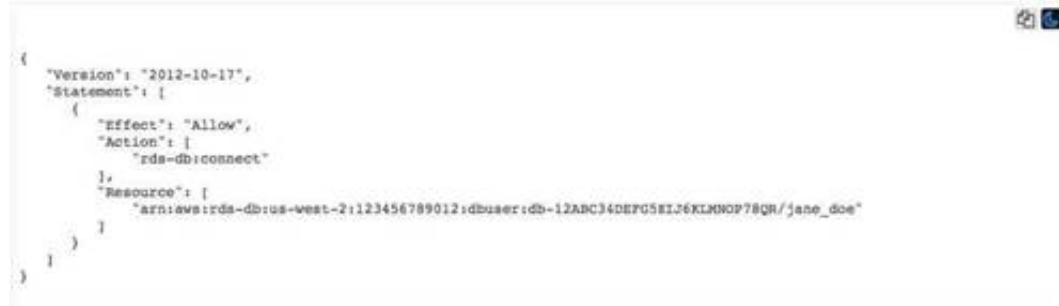 {
"Version": "2012-10-17",
"Statement": [
{
"Effect": "Allow",
"Action": [
"rds-db:connect"
],
"Resource": [
"arn:aws:rds-db:us-west-2:123456789012:dbuser:db-12ABC34DEFG5HIJ6KLMNOP78QR/jane_doe"
]
}
]
}